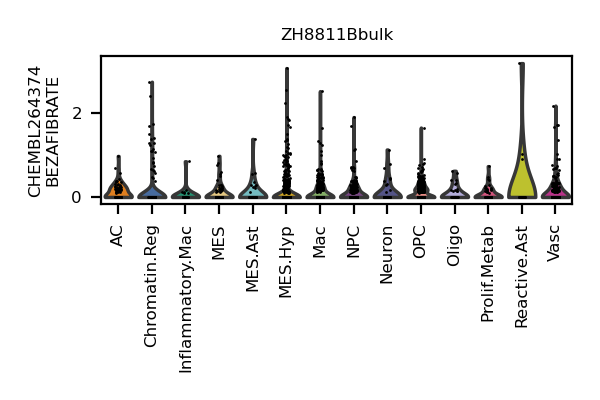 ZH8811Bbulk
CHEMBL264374
BEZAFIBRATE
2
0
AC
Chromatin.Reg
Inflammatory.Mac
MES
MES.Ast
MES.Hyp
Mac
NPC
Neuron
OPC
Oligo
Prolif.Metab
Reactive.Ast
Vasc